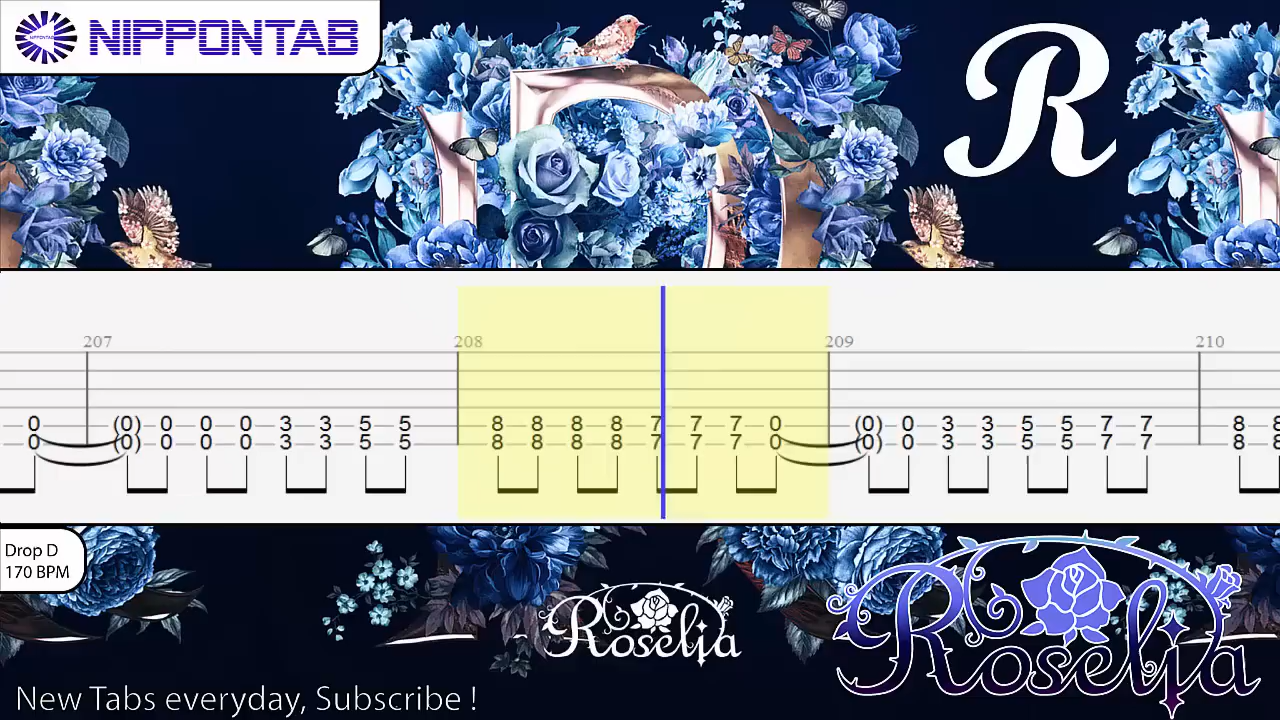 NIPPONTAB
NIPPONTAB
R
207 208 209 210
0 (0) 0 0 0 3 3 5 5 8 8 8 8 7 7 7 0 (0) 0 3 3 5 5 7 7 8 8
0 (0) 0 0 0 3 3 5 5 8 8 8 8 7 7 7 0 (0) 0 3 3 5 5 7 7 8 8
Drop D
170 BPM
Roselia
Roselia
New Tabs everyday, Subscribe !